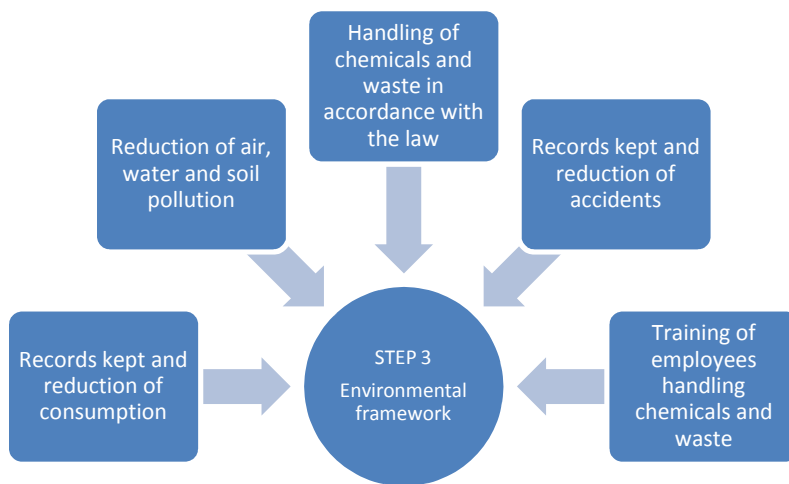 Handling of
chemicals and
waste in
accordance with
the law
Reduction of air,
water and soil
pollution
Records kept and
reduction of
accidents
Records kept and
reduction of
consumption
STEP 3
Environmental
framework
Training of
employees
handling
chemicals and
waste